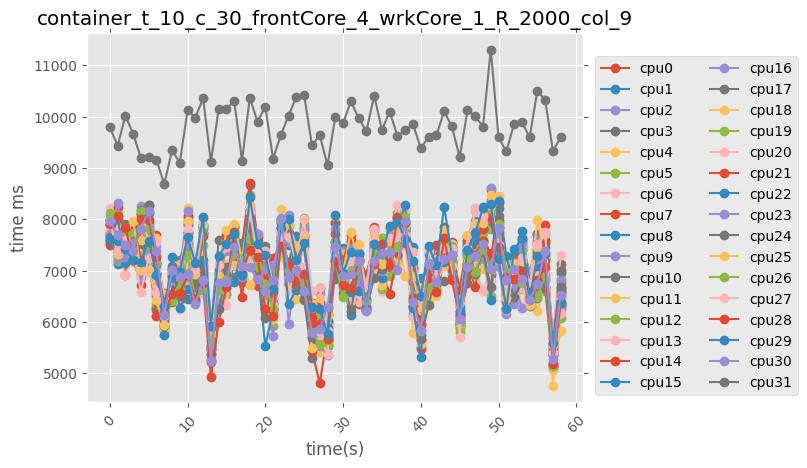 container_t_10_c_30_frontCore_4_wrkCore_1_R_2000_col_9
time ms
11000
10000
9000
8000
7000
6000
5000
0
10
20
30
40
50
60
time(s)
cpu0
cpu1
cpu2
cpu3
cpu4
cpu5
cpu6
cpu7
cpu8
cpu9
cpu10
cpu11
cpu12
cpu13
cpu14
cpu15
cpu16
cpu17
cpu18
cpu19
cpu20
cpu21
cpu22
cpu23
cpu24
cpu25
cpu26
cpu27
cpu28
cpu29
cpu30
cpu31